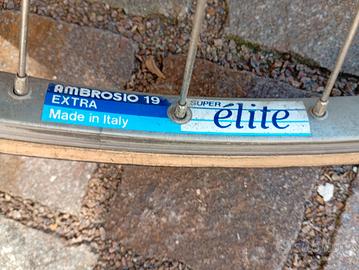 AMBROSIO 19
EXTRA
Made in Italy
SUPER
élite